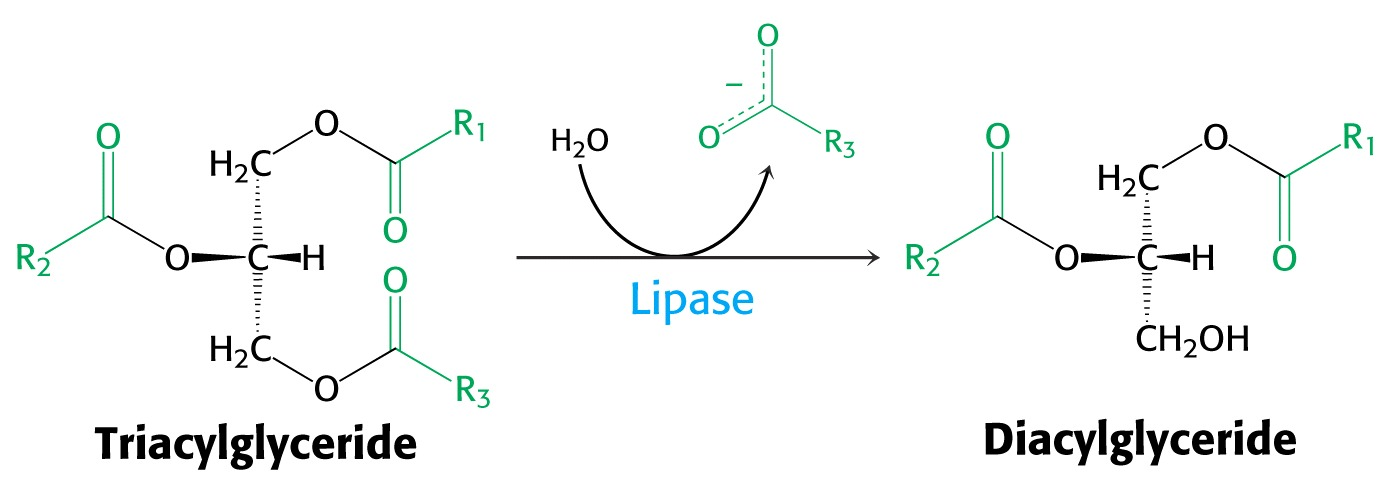 O
R₂
O
H₂C
O
R₁
O
C
H
O
H₂C
O
R₃
Triacylglyceride
H₂O
O
–
O
R₃
Lipase
O
R₂
O
H₂C
O
R₁
O
C
H
CH₂OH
Diacylglyceride